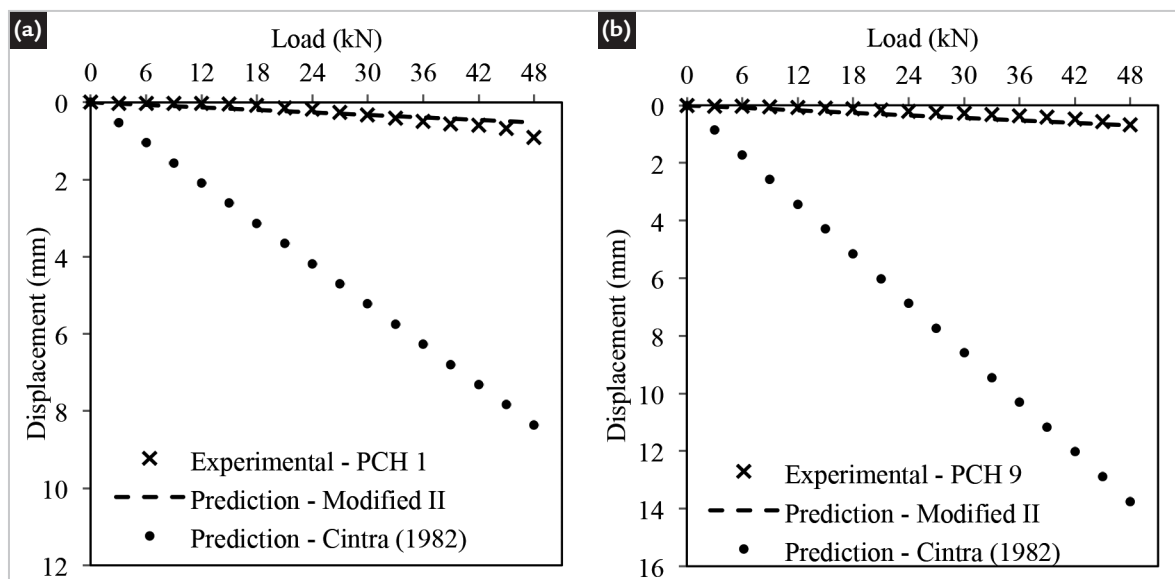 (a)
Load (kN)
0 6 12 18 24 30 36 42 48
0
2
4
6
8
10
12
Displacement (mm)
Experimental - PCH 1
Prediction - Modified II
Prediction - Cintra (1982)
(b)
Load (kN)
0 6 12 18 24 30 36 42 48
0
2
4
6
8
10
12
14
16
Displacement (mm)
Experimental - PCH 9
Prediction - Modified II
Prediction - Cintra (1982)